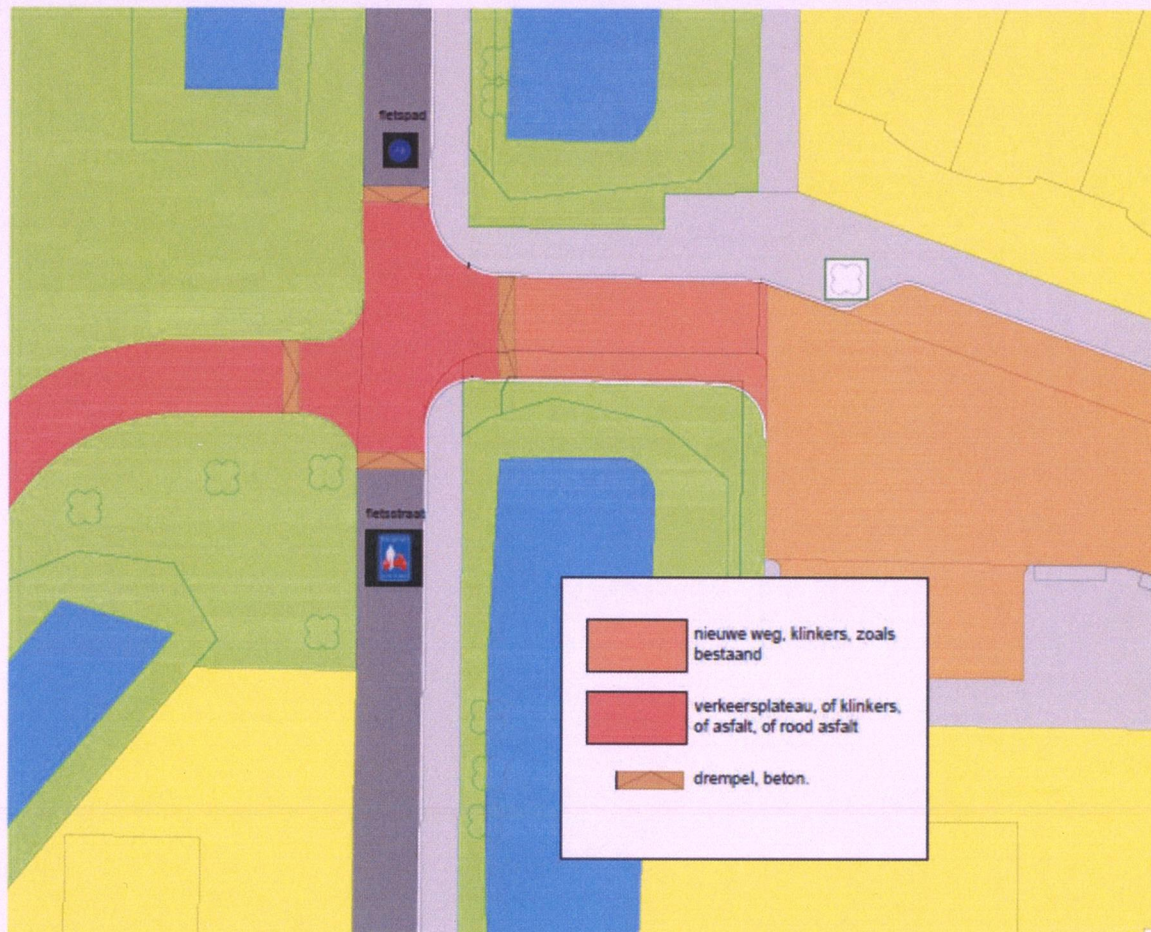 fietspad
fietsstraat
nieuwe weg, klinkers, zoals
bestaand
verkeersplateau, of klinkers,
of asfalt, of rood asfalt
drempel, beton.